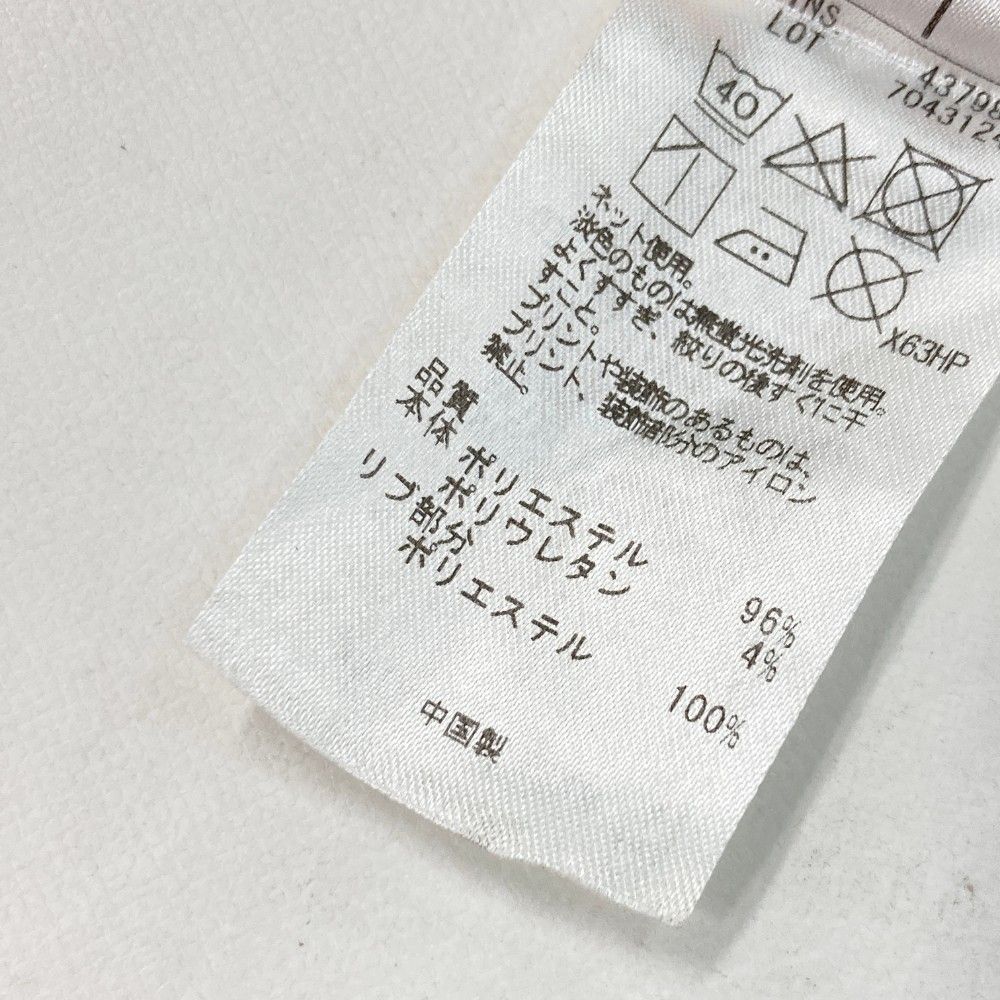 LOT
40
X63HP
ネット使用。
淡色のものは無蛍光洗剤を使用。
よくすすぎ、絞りの後すぐに干
すこと。
プリントや装飾のあるものは、
プリント、装飾部分のアイロン
禁止。
品質
本体 ポリエステル 96%
ポリウレタン 4%
リブ部分
ポリエステル 100%
中国製